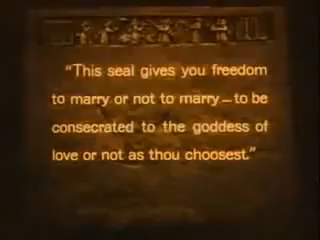 "This seal gives you freedom
to marry or not to marry – to be
consecrated to the goddess of
love or not as thou choosest."